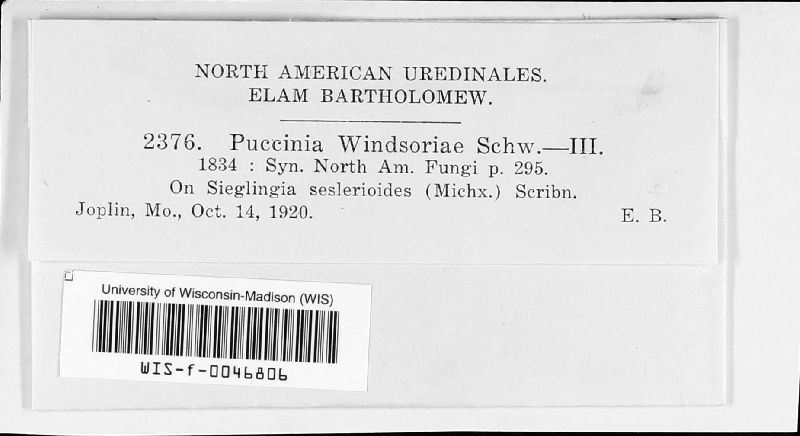 NORTH AMERICAN UREDINALES.
ELAM BARTHOLOMEW.
2376. Puccinia Windsoriae Schw.—III.
1834 : Syn. North Am. Fungi p. 295.
On Sieglingia seslerioides (Michx.) Scribn.
Joplin, Mo., Oct. 14, 1920. E. B.
University of Wisconsin-Madison (WIS)
WIS-f-0046806